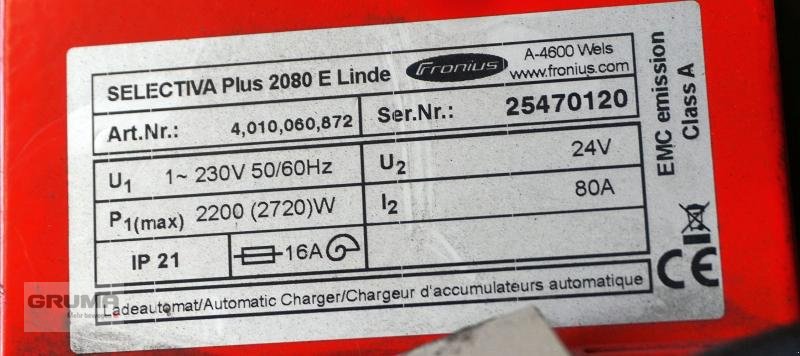 SELECTIVA Plus 2080 E Linde
Fronius
A-4600 Wels
www.fronius.com
Art.Nr.: 4,010,060,872
Ser.Nr.: 25470120
U1 1~ 230V 50/60Hz
U2 24V
P1(max) 2200 (2720)W
I2 80A
IP 21
16A
Ladeautomat/Automatic Charger/Chargeur d'accumulateurs automatique
EMC emission
Class A
CE
GRUMA